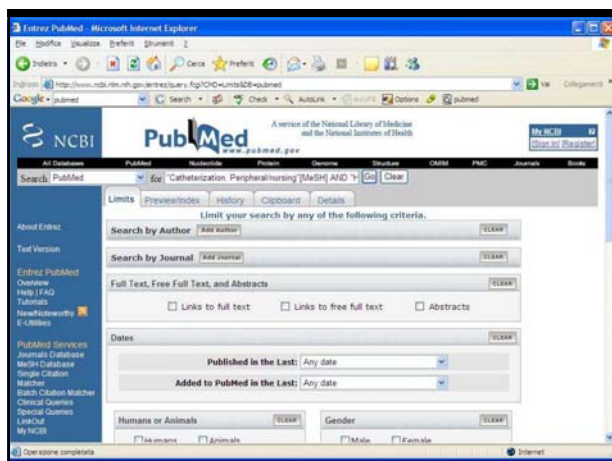 Entrez PubMed - Microsoft Internet Explorer
File Modifica Visualizza Preferiti Strumenti ?
Indietro Cerca Preferiti
Indirizzo http://www.ncbi.nlm.nih.gov/entrez/query.fcgi?CMD=Limits&DB=pubmed Vai Collegamenti
Google pubmed Search Check AutoLink Options pubmed
NCBI
PubMed
www.pubmed.gov
A service of the National Library of Medicine
and the National Institutes of Health
My NCBI
[Sign In] [Register]
All Databases PubMed Nucleotide Protein Genome Structure OMIM PMC Journals Books
Search PubMed for "Catheterization, Peripheral/nursing"[MeSH] AND "H Go Clear
Limits Preview/Index History Clipboard Details
Limit your search by any of the following criteria.
About Entrez
Text Version
Entrez PubMed
Overview
Help | FAQ
Tutorials
New/Noteworthy
E-Utilities
PubMed Services
Journals Database
MeSH Database
Single Citation
Matcher
Batch Citation Matcher
Clinical Queries
Special Queries
LinkOut
My NCBI
Search by Author Add Author CLEAR
Search by Journal Add Journal CLEAR
Full Text, Free Full Text, and Abstracts CLEAR
Links to full text Links to free full text Abstracts
Dates CLEAR
Published in the Last: Any date
Added to PubMed in the Last: Any date
Humans or Animals CLEAR Gender CLEAR
Humans Animals Male Female
Operazione completata Internet